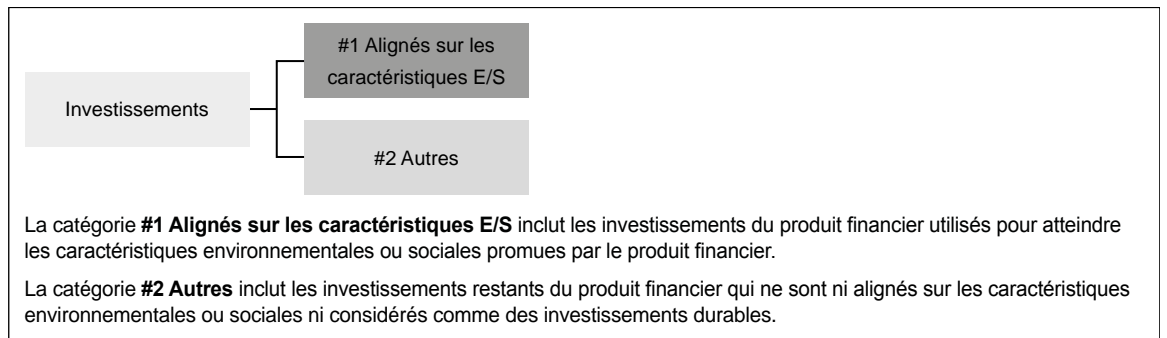 #1 Alignés sur les
caractéristiques E/S
Investissements
#2 Autres
La catégorie #1 Alignés sur les caractéristiques E/S inclut les investissements du produit financier utilisés pour atteindre
les caractéristiques environnementales ou sociales promues par le produit financier.
La catégorie #2 Autres inclut les investissements restants du produit financier qui ne sont ni alignés sur les caractéristiques
environnementales ou sociales ni considérés comme des investissements durables.